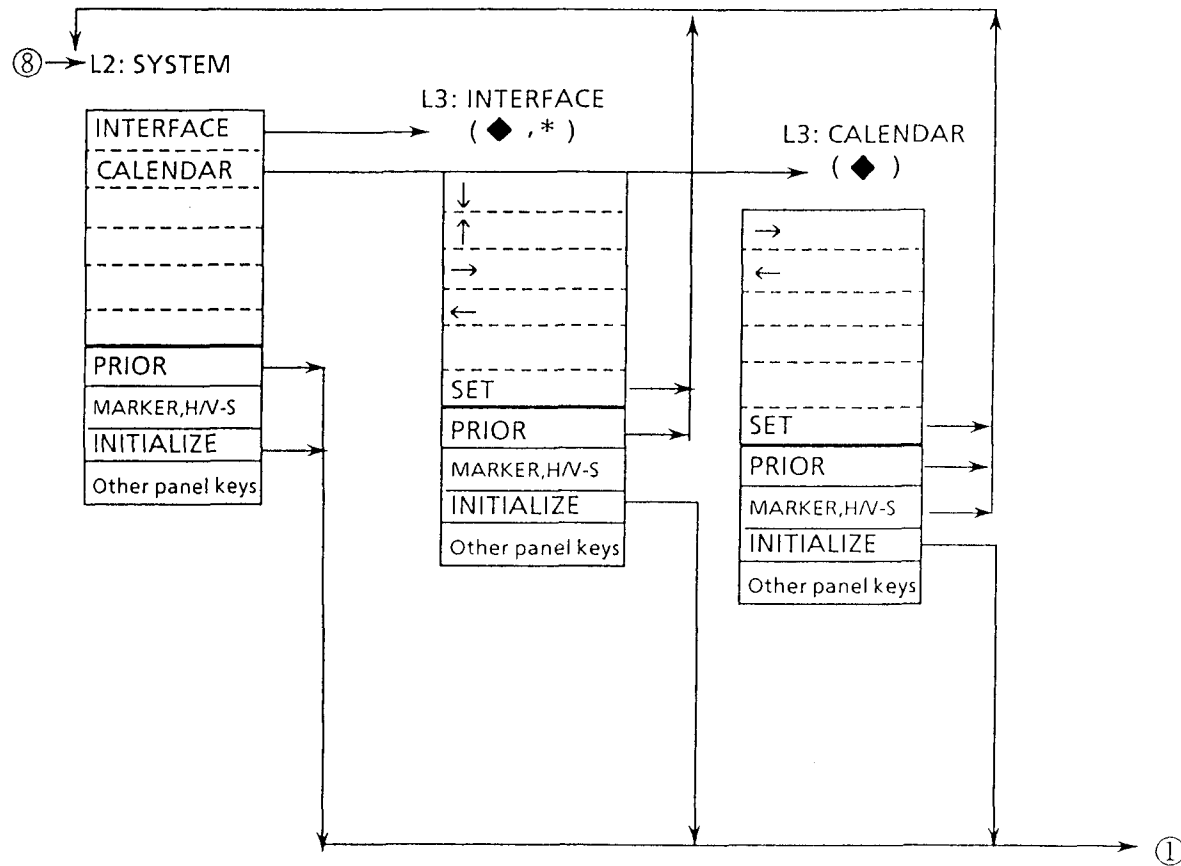 ⑧ L2: SYSTEM
INTERFACE
CALENDAR
PRIOR
MARKER,H/V-S
INITIALIZE
Other panel keys
L3: INTERFACE
( ◆ ,* )
↓
↑
→
←
SET
PRIOR
MARKER,H/V-S
INITIALIZE
Other panel keys
L3: CALENDAR
( ◆ )
→
←
SET
PRIOR
MARKER,H/V-S
INITIALIZE
Other panel keys
①